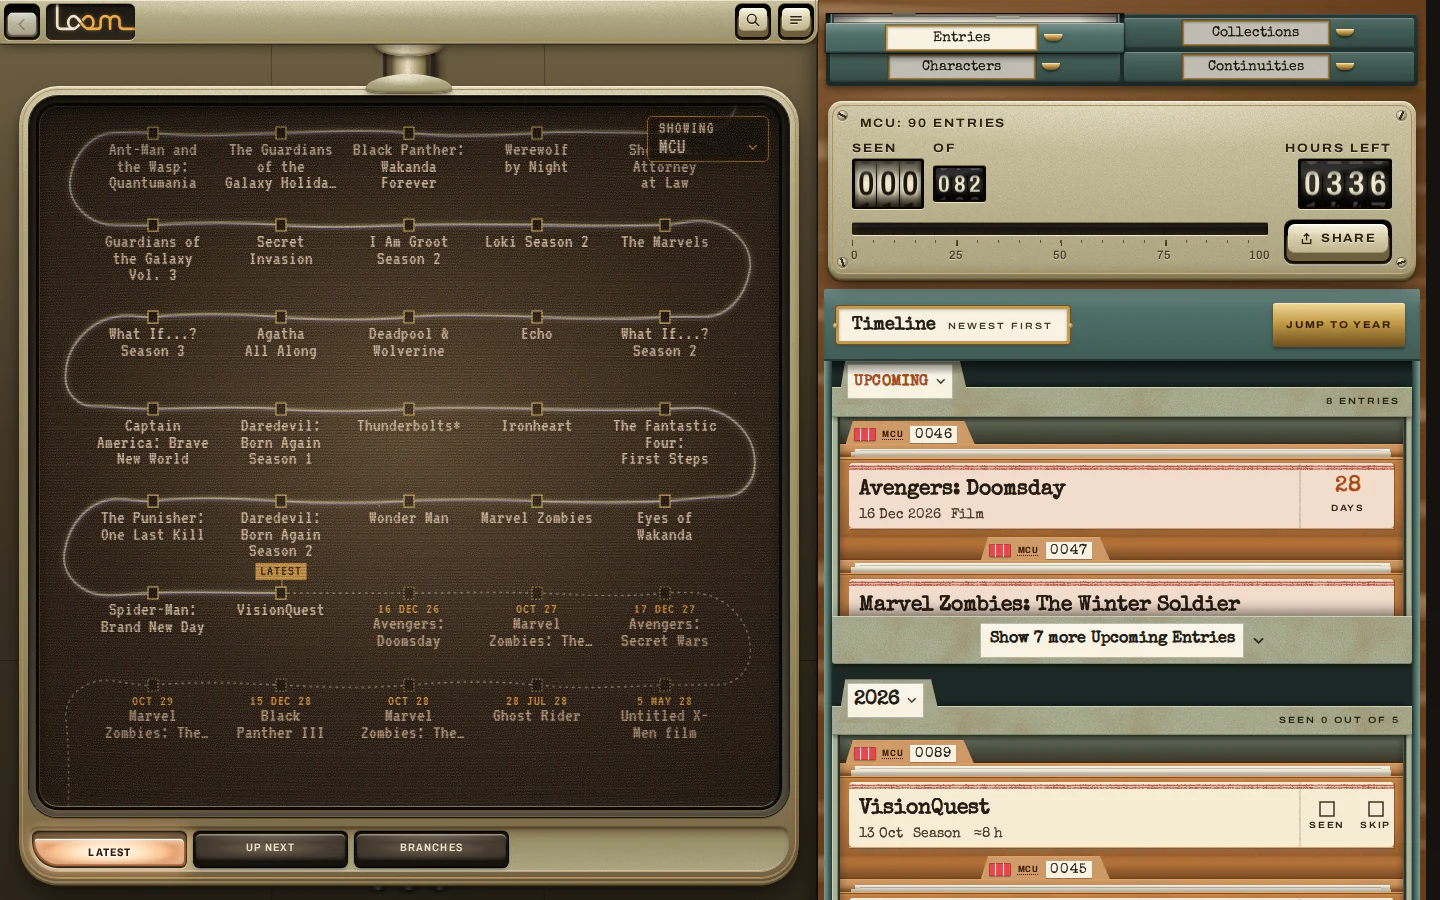 Loom
SHOWING
MCU
Ant-Man and
the Wasp:
Quantumania
The Guardians
of the
Galaxy Holida…
Black Panther:
Wakanda
Forever
Werewolf
by Night
Attorney
at Law
Guardians of
the Galaxy
Vol. 3
Secret
Invasion
I Am Groot
Season 2
Loki Season 2
The Marvels
What If...?
Season 3
Agatha
All Along
Deadpool &
Wolverine
Echo
What If...?
Season 2
Captain
America: Brave
New World
Daredevil:
Born Again
Season 1
Thunderbolts*
Ironheart
The Fantastic
Four:
First Steps
The Punisher:
One Last Kill
Daredevil:
Born Again
Season 2
Wonder Man
Marvel Zombies
Eyes of
Wakanda
LATEST
Spider-Man:
Brand New Day
VisionQuest
16 DEC 26
Avengers:
Doomsday
OCT 27
Marvel
Zombies: The…
17 DEC 27
Avengers:
Secret Wars
OCT 29
Marvel
Zombies: The…
15 DEC 28
Black
Panther III
OCT 28
Marvel
Zombies: The…
28 JUL 28
Ghost Rider
5 MAY 28
Untitled X-
Men film
LATEST
UP NEXT
BRANCHES
Entries
Collections
Characters
Continuities
MCU: 90 ENTRIES
SEEN
OF
HOURS LEFT
000
082
0336
0
25
50
75
100
SHARE
Timeline NEWEST FIRST
JUMP TO YEAR
UPCOMING
8 ENTRIES
MCU 0046
Avengers: Doomsday
16 Dec 2026 Film
28
DAYS
MCU 0047
Marvel Zombies: The Winter Soldier
Show 7 more Upcoming Entries
2026
SEEN 0 OUT OF 5
MCU 0089
VisionQuest
13 Oct Season ≈8 h
SEEN
SKIP
MCU 0045